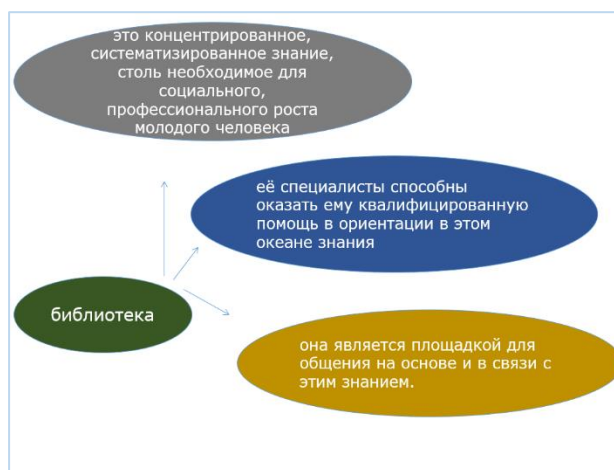 это концентрированное,
систематизированное знание,
столь необходимое для
социального,
профессионального роста
молодого человека
её специалисты способны
оказать ему квалифицированную
помощь в ориентации в этом
океане знания
библиотека
она является площадкой для
общения на основе и в связи с
этим знанием.